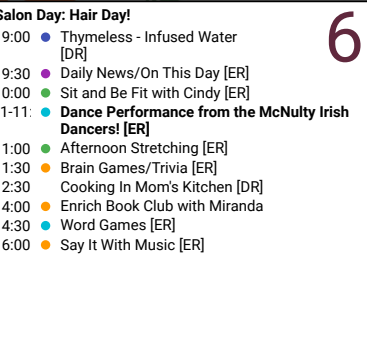 Salon Day: Hair Day!
6
9:00 Thymeless - Infused Water
[DR]
9:30 Daily News/On This Day [ER]
0:00 Sit and Be Fit with Cindy [ER]
1-11: Dance Performance from the McNulty Irish
Dancers! [ER]
1:00 Afternoon Stretching [ER]
1:30 Brain Games/Trivia [ER]
2:30 Cooking In Mom's Kitchen [DR]
4:00 Enrich Book Club with Miranda
4:30 Word Games [ER]
6:00 Say It With Music [ER]